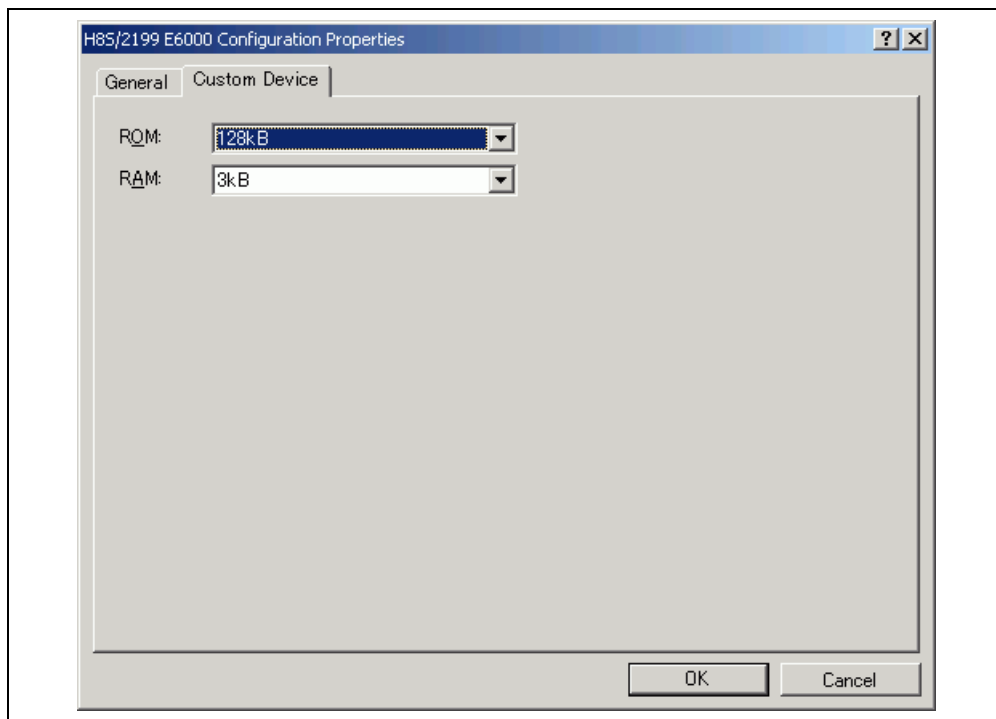 H8S/2199 E6000 Configuration Properties
General Custom Device
ROM: 128kB
RAM: 3kB
OK Cancel